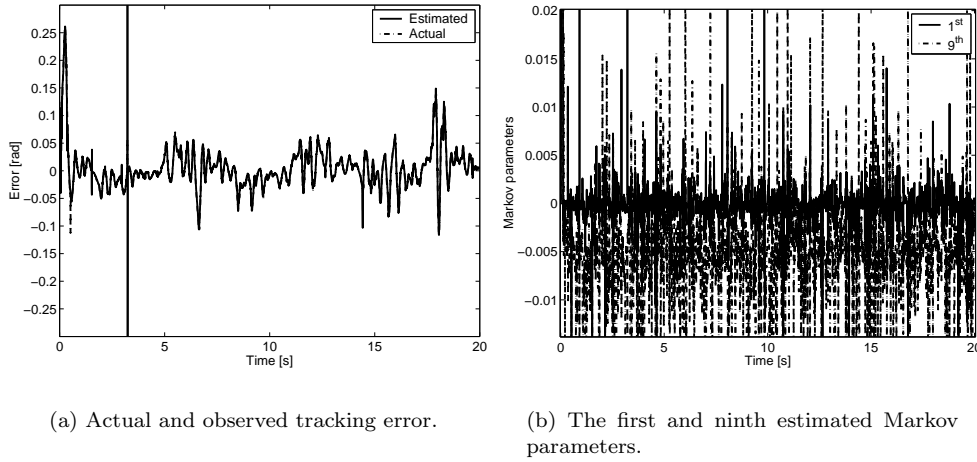 0.25
0.2
0.15
0.1
0.05
0
−0.05
−0.1
−0.15
−0.2
−0.25
Error [rad]
0 5 10 15 20
Time [s]
Estimated
Actual
0.02
0.015
0.01
0.005
0
−0.005
−0.01
Markov parameters
0 5 10 15 20
Time [s]
1st
9th
(a) Actual and observed tracking error.
(b) The first and ninth estimated Markov
parameters.